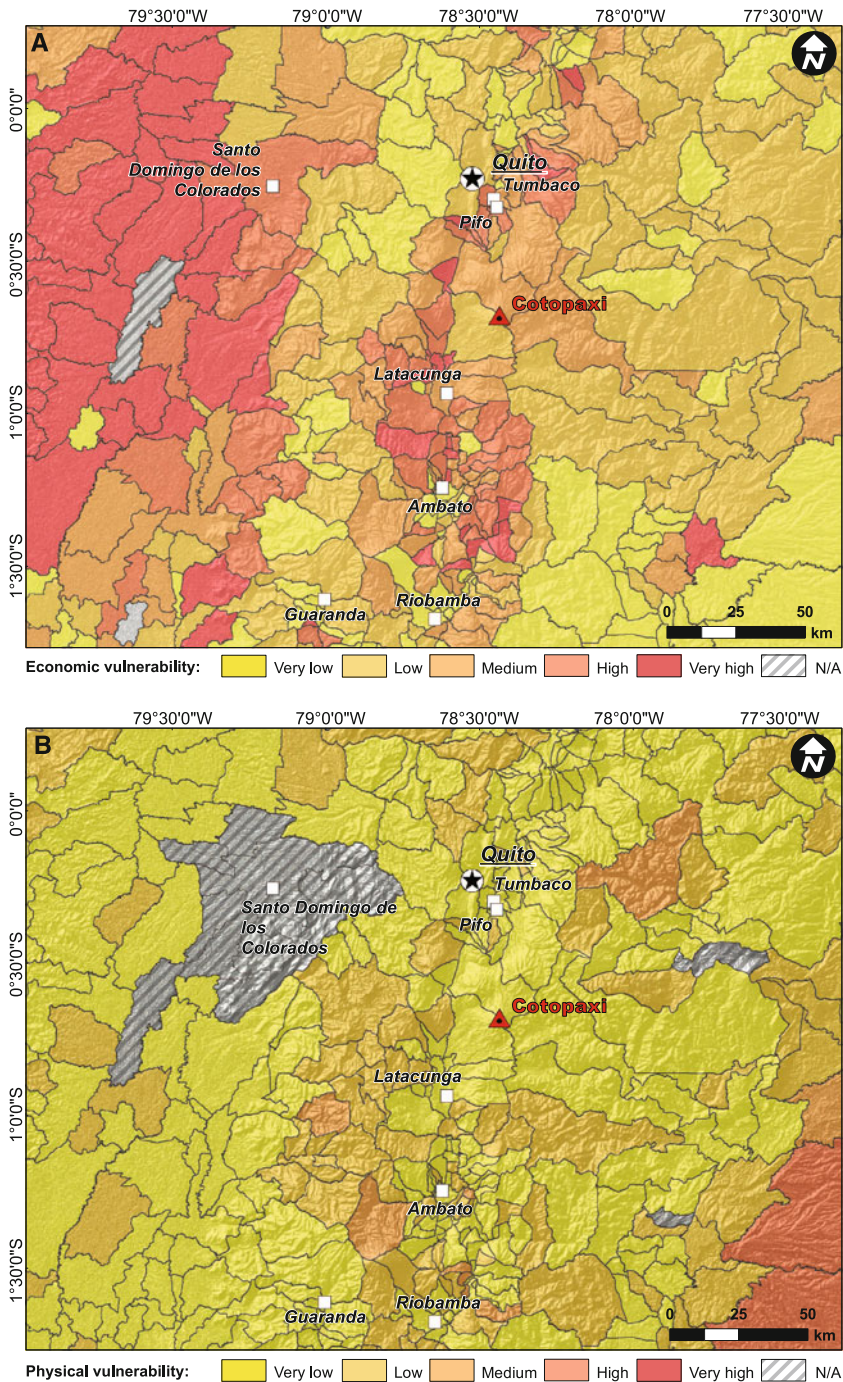 79°30'0"W 79°0'0"W 78°30'0"W 78°0'0"W 77°30'0"W
A
N
0°0'0"
0°30'0"S
1°0'0"S
1°30'0"S
Santo
Domingo de los
Colorados
Quito
Tumbaco
Pifo
Cotopaxi
Latacunga
Ambato
Guaranda
Riobamba
0 25 50
km
Economic vulnerability: Very low Low Medium High Very high N/A
79°30'0"W 79°0'0"W 78°30'0"W 78°0'0"W 77°30'0"W
B
N
0°0'0"
0°30'0"S
1°0'0"S
1°30'0"S
Quito
Tumbaco
Santo Domingo de
los
Colorados
Pifo
Cotopaxi
Latacunga
Ambato
Guaranda
Riobamba
0 25 50
km
Physical vulnerability: Very low Low Medium High Very high N/A